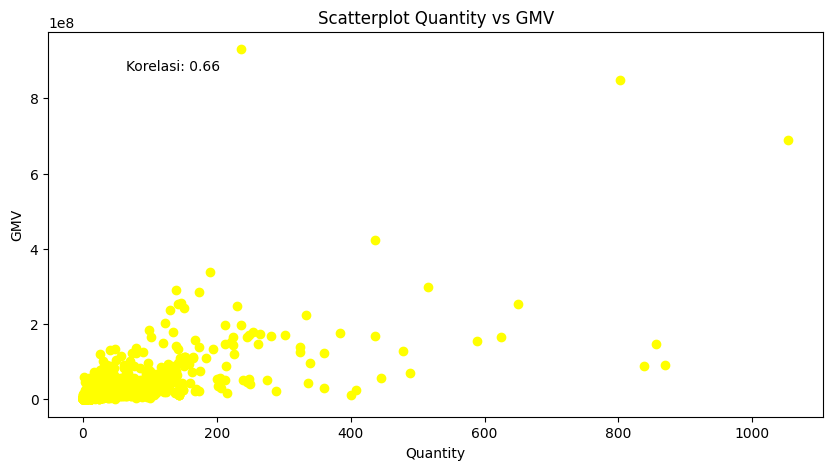 Scatterplot Quantity vs GMV
1e8
Korelasi: 0.66
8
6
4
2
0
GMV
0 200 400 600 800 1000
Quantity